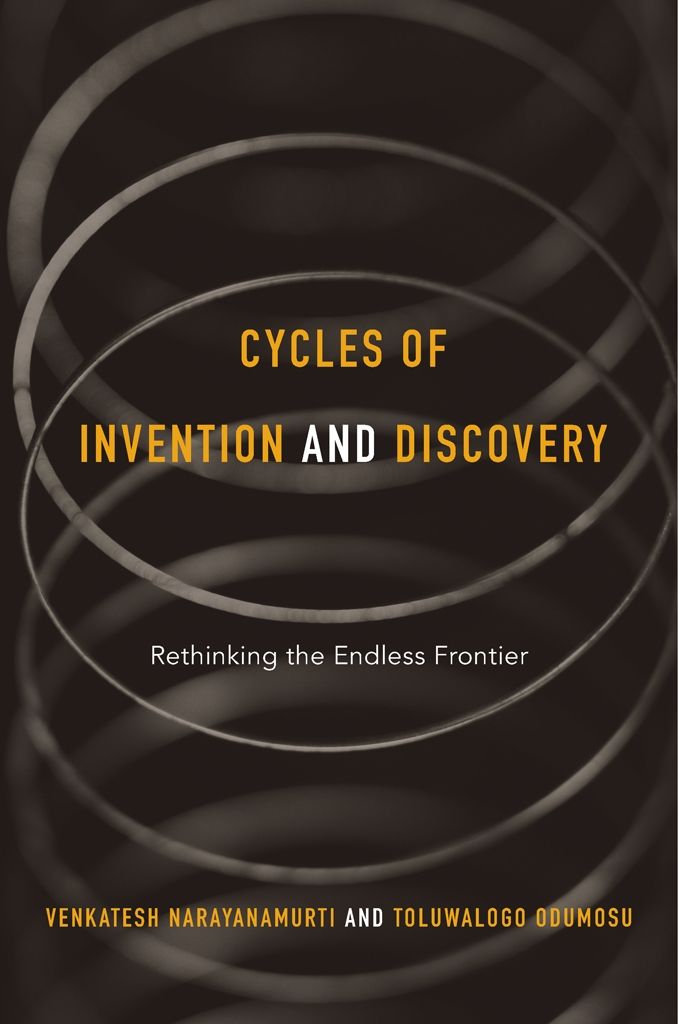 CYCLES OF
INVENTION AND DISCOVERY
Rethinking the Endless Frontier
VENKATESH NARAYANAMURTI AND TOLUWALOGO ODUMOSU